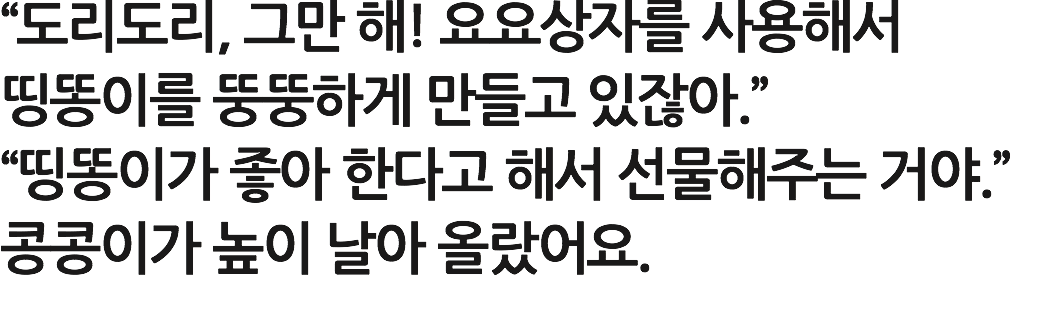 “도리도리, 그만 해! 요요상자를 사용해서
띵똥이를 뚱뚱하게 만들고 있잖아.”
“띵똥이가 좋아 한다고 해서 선물해주는 거야.”
콩콩이가 높이 날아 올랐어요.